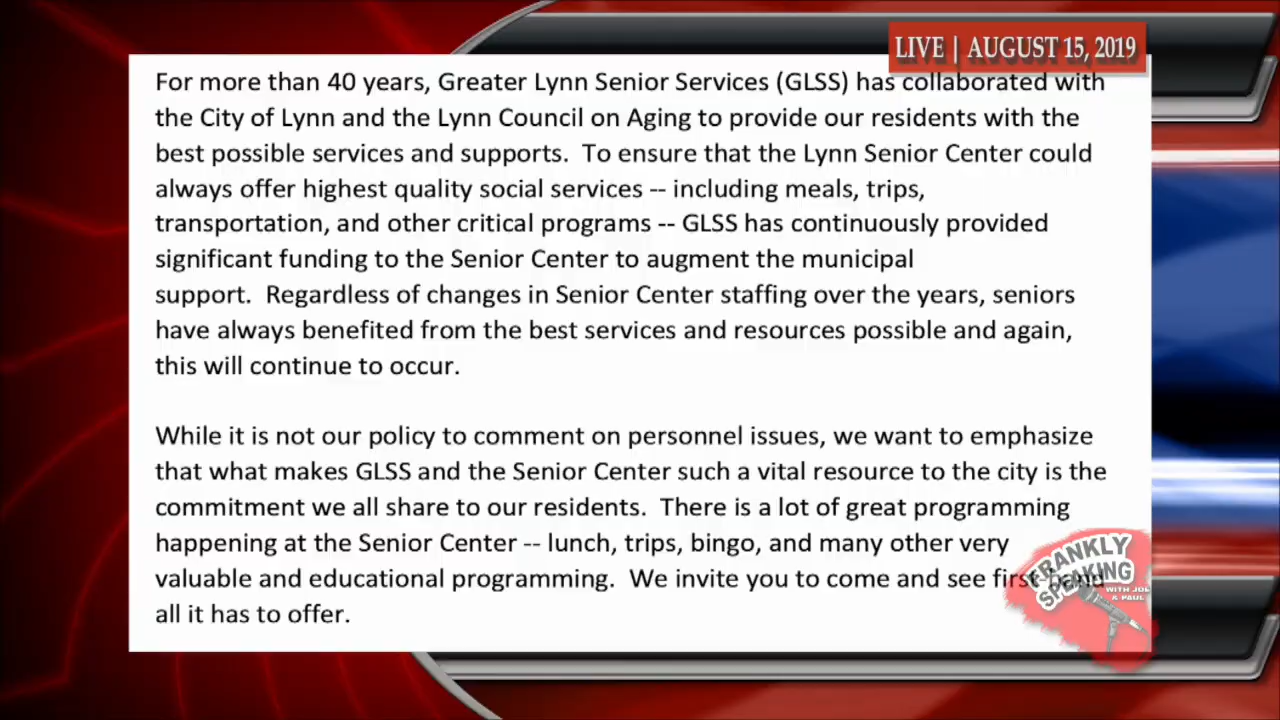 LIVE | AUGUST 15, 2019
For more than 40 years, Greater Lynn Senior Services (GLSS) has collaborated with
the City of Lynn and the Lynn Council on Aging to provide our residents with the
best possible services and supports.  To ensure that the Lynn Senior Center could
always offer highest quality social services -- including meals, trips,
transportation, and other critical programs -- GLSS has continuously provided
significant funding to the Senior Center to augment the municipal
support.  Regardless of changes in Senior Center staffing over the years, seniors
have always benefited from the best services and resources possible and again,
this will continue to occur.
While it is not our policy to comment on personnel issues, we want to emphasize
that what makes GLSS and the Senior Center such a vital resource to the city is the
commitment we all share to our residents.  There is a lot of great programming
happening at the Senior Center -- lunch, trips, bingo, and many other very
valuable and educational programming.  We invite you to come and see first hand
all it has to offer.
FRANKLY
SPEAKING
WITH JOE
& PAUL